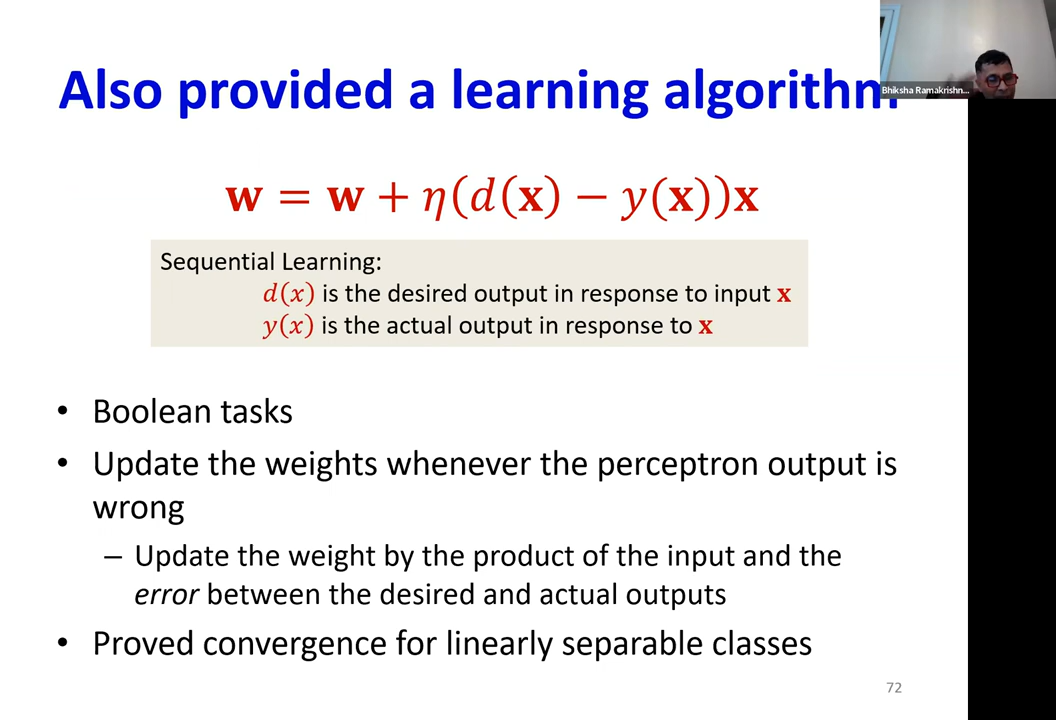 Also provided a learning algorithm.
Bhiksha Ramakrishn...
w = w + η(d(x) − y(x))x
Sequential Learning:
d(x) is the desired output in response to input x
y(x) is the actual output in response to x
• Boolean tasks
• Update the weights whenever the perceptron output is
wrong
– Update the weight by the product of the input and the
error between the desired and actual outputs
• Proved convergence for linearly separable classes
72